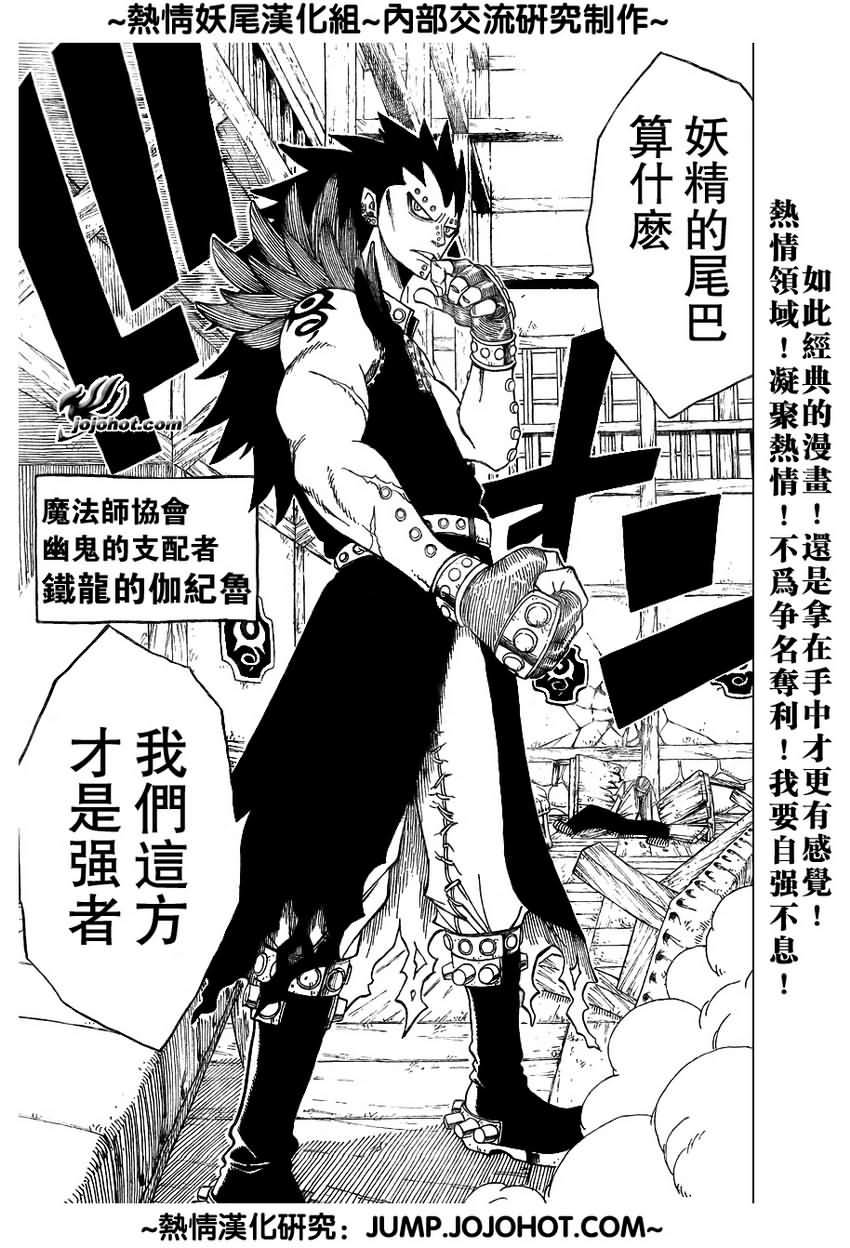 ~熱情妖尾漢化組~內部交流研究制作~
妖精的尾巴
算什麽
如此經典的漫畫！還是拿在手中才更有感覺！
熱情領域！凝聚熱情！不爲争名奪利！我要自强不息！
jojohot.com
魔法師協會
幽鬼的支配者
鐵龍的伽紀魯
我們這方
才是强者
~熱情漢化研究：JUMP.JOJOHOT.COM~